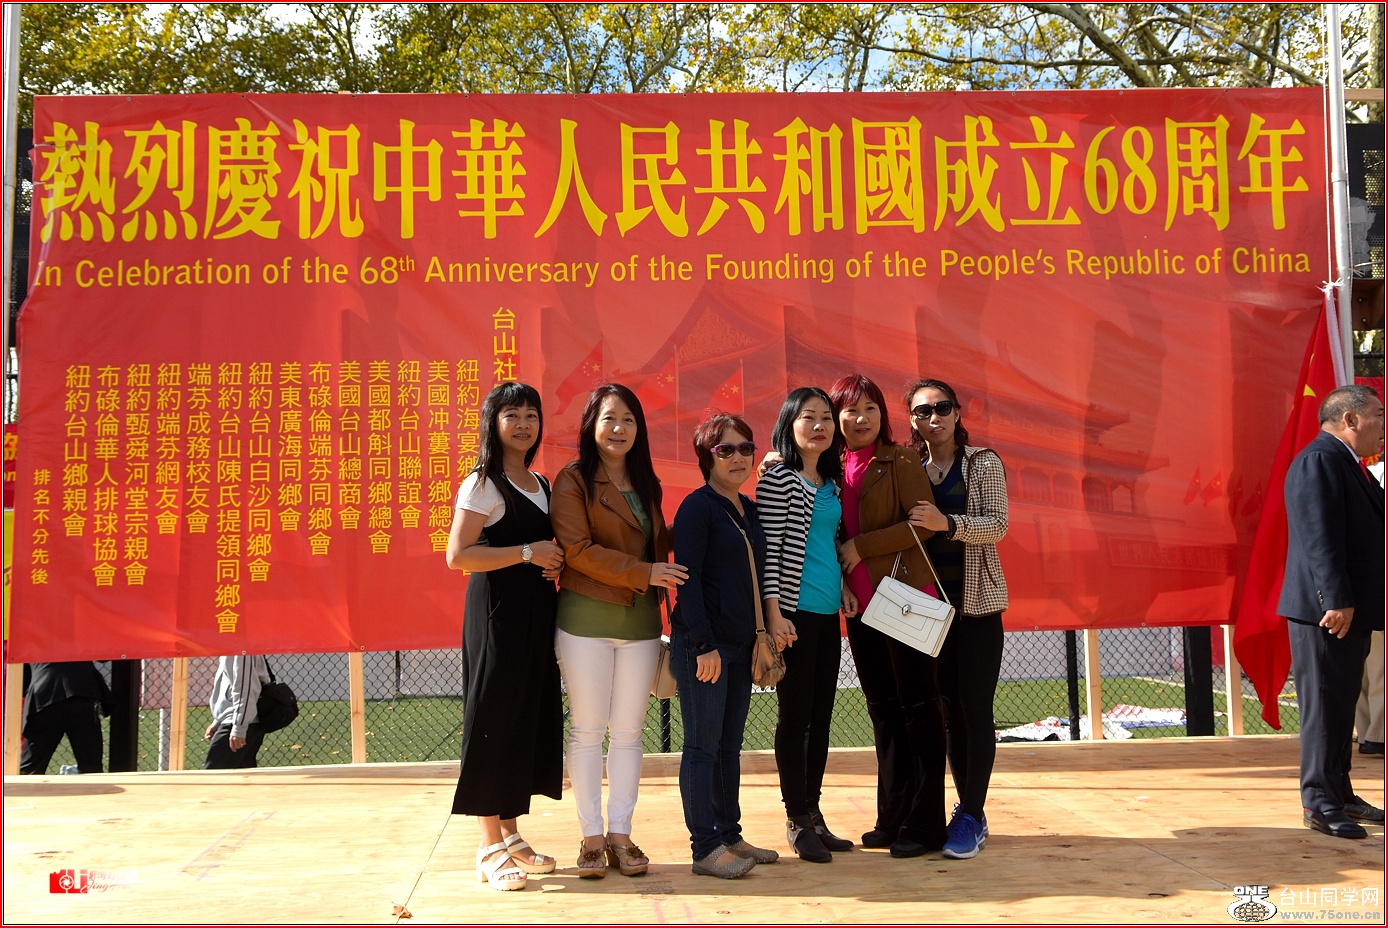 熱烈慶祝中華人民共和國成立68周年
In Celebration of the 68th Anniversary of the Founding of the People's Republic of China
台山社
紐約海宴鄉
美國冲蔞同鄉總會
紐約台山聯誼會
美國都斛同鄉總會
美國台山總商會
布碌倫端芬同鄉會
美東廣海同鄉會
紐約台山白沙同鄉會
紐約台山陳氏提領同鄉會
端芬成務校友會
紐約端芬網友會
紐約甄舜河堂宗親會
布碌倫華人排球協會
紐約台山鄉親會
排名不分先後
ONE
台山同学网
www.75one.cn